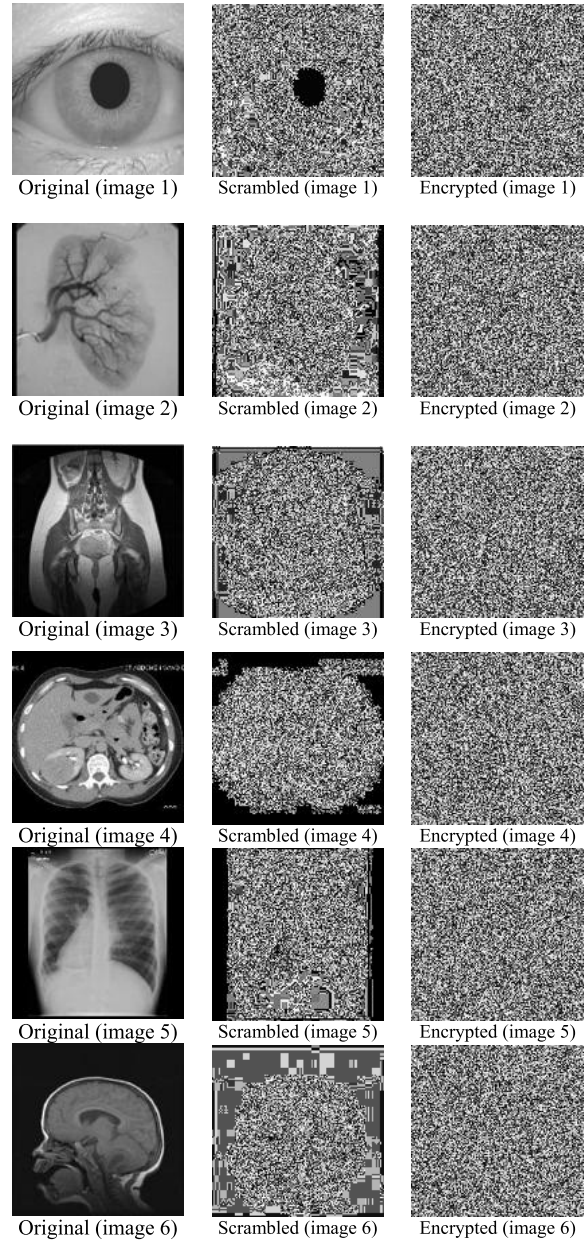 Original (image 1)
Scrambled (image 1)
Encrypted (image 1)
Original (image 2)
Scrambled (image 2)
Encrypted (image 2)
Original (image 3)
Scrambled (image 3)
Encrypted (image 3)
Original (image 4)
Scrambled (image 4)
Encrypted (image 4)
Original (image 5)
Scrambled (image 5)
Encrypted (image 5)
Original (image 6)
Scrambled (image 6)
Encrypted (image 6)